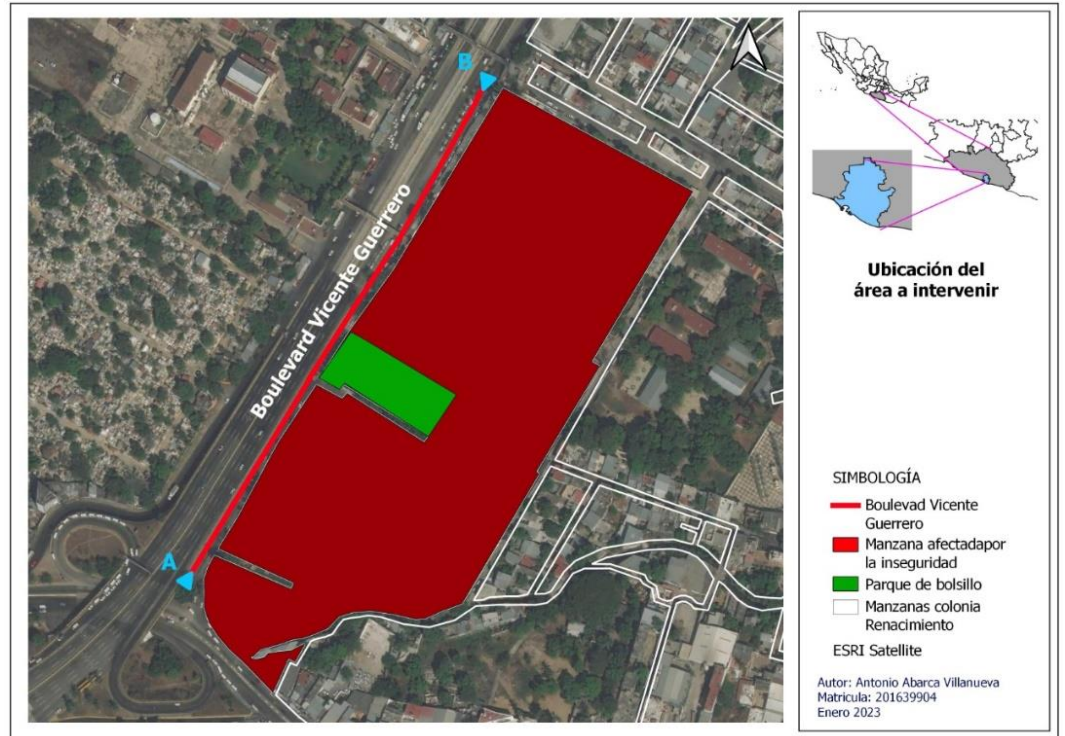 B
Boulevard Vicente Guerrero
A
Ubicación del
área a intervenir
SIMBOLOGÍA
Boulevad Vicente
Guerrero
Manzana afectadapor
la inseguridad
Parque de bolsillo
Manzanas colonia
Renacimiento
ESRI Satellite
Autor: Antonio Abarca Villanueva
Matricula: 201639904
Enero 2023